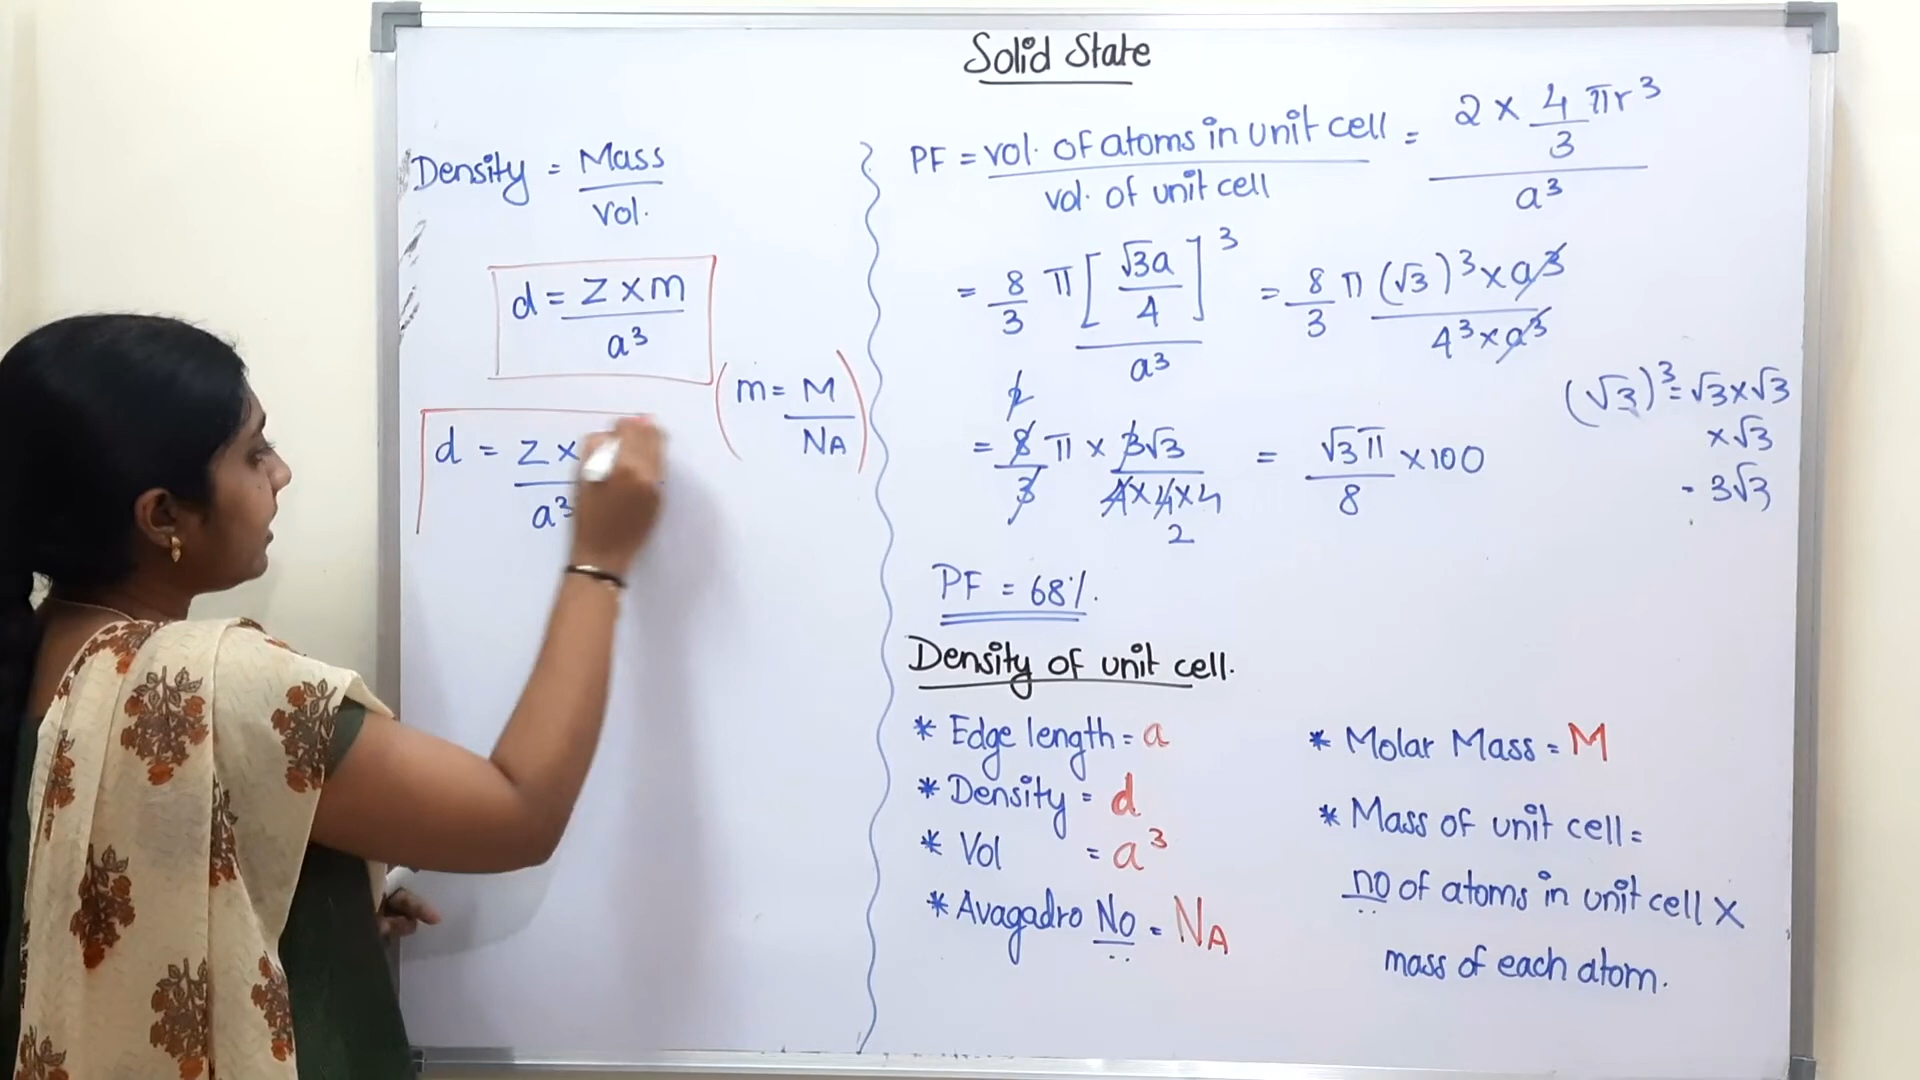 Solid State
Density = Mass
Vol.
d = Z x m
a³
(m = M
NA)
d = Z x
a³
PF = vol. of atoms in unit cell = 2 x 4 πr³
3
vol. of unit cell
a³
= 8 π [√3a]³ = 8 π (√3)³ x a³
3
4
3
4³ x a³
a³
(√3)³ = √3 x √3
x √3
- 3√3
2
= 8 π x 3√3 = √3π x 100
3
4 x 4 x 4
8
2
PF = 68%.
Density of unit cell.
* Edge length = a
* Density = d
* Vol = a³
* Avagadro No = NA
* Molar Mass = M
* Mass of unit cell =
no of atoms in unit cell x
mass of each atom.